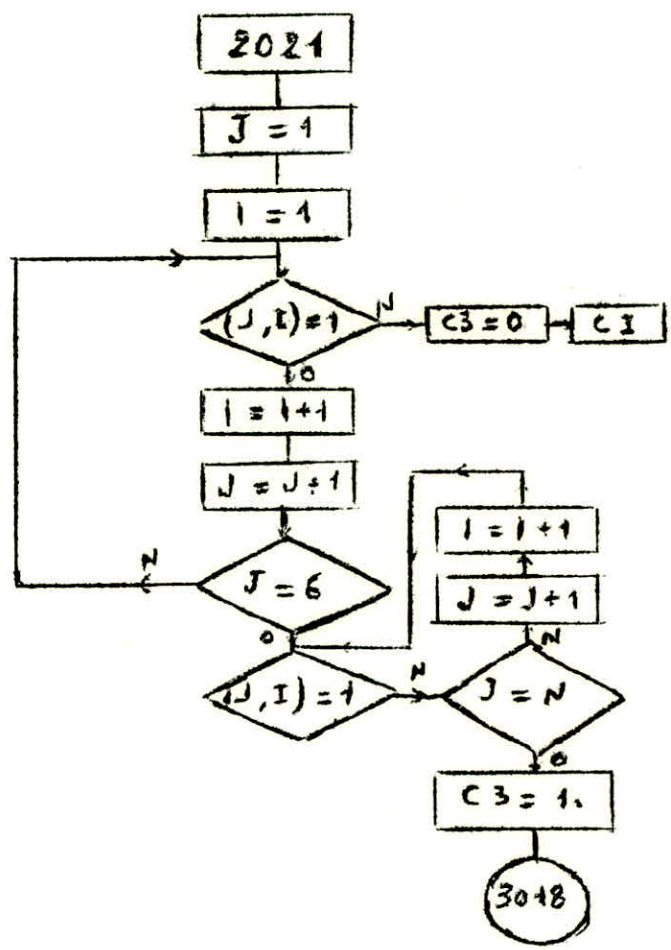 2021
J = 1
I = 1
(J, I) = 1
N
C3 = 0
C I
O
I = I + 1
J = J + 1
J = 6
N
O
(J, I) = 1
N
J = N
N
J = J + 1
I = I + 1
O
C3 = 1.
3018